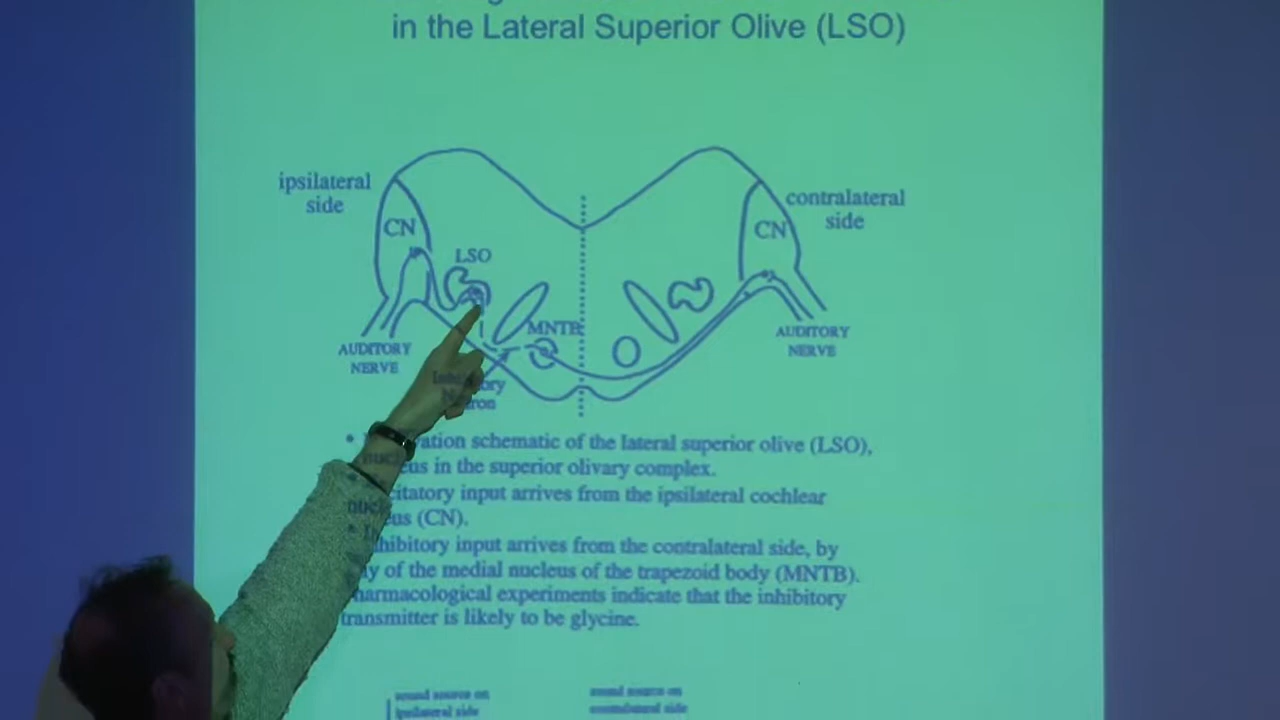 in the Lateral Superior Olive (LSO)
ipsilateral
side
contralateral
side
CN
CN
LSO
MNTB
AUDITORY
NERVE
AUDITORY
NERVE
• schematic of the lateral superior olive (LSO),
in the superior olivary complex.
input arrives from the ipsilateral cochlear
(CN).
input arrives from the contralateral side, by
of the medial nucleus of the trapezoid body (MNTB).
experiments indicate that the inhibitory
transmitter is likely to be glycine.
sound source on
ipsilateral side
sound source on
contralateral side